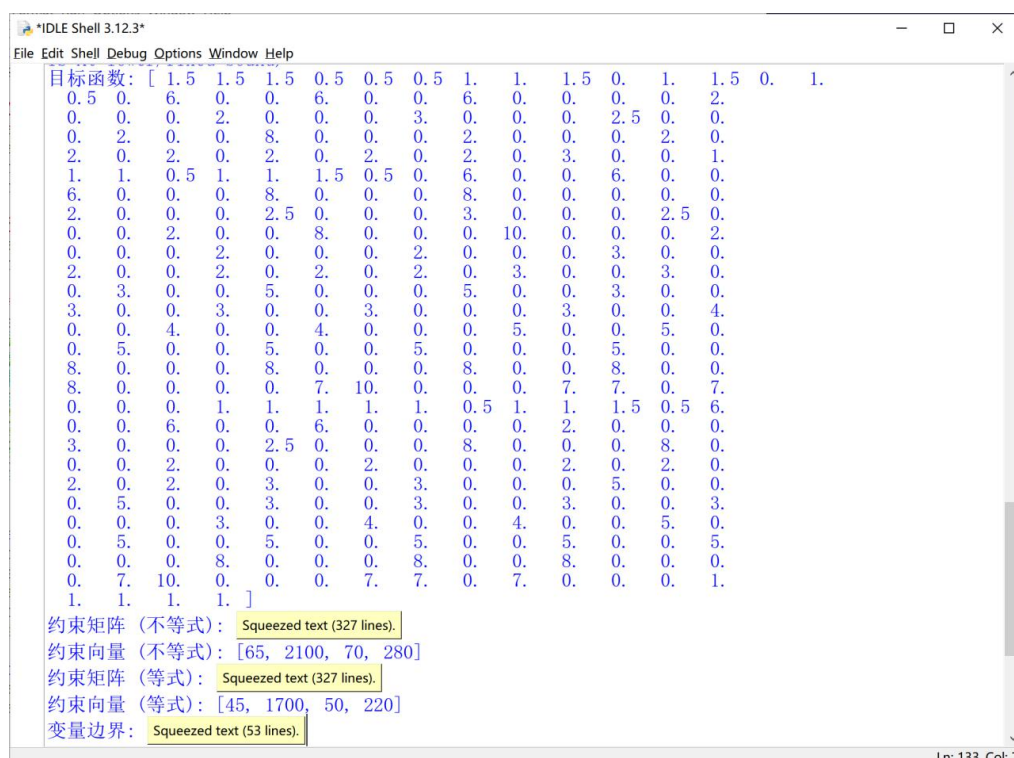 *IDLE Shell 3.12.3*
File Edit Shell Debug Options Window Help
目标函数: [ 1.5 1.5 1.5 0.5 0.5 0.5 1. 1. 1.5 0. 1. 1.5 0. 1.
0.5 0. 6. 0. 0. 6. 0. 0. 6. 0. 0. 0. 0. 2.
0. 0. 0. 2. 0. 0. 0. 3. 0. 0. 0. 2.5 0. 0.
0. 2. 0. 0. 8. 0. 0. 0. 2. 0. 0. 0. 2. 0.
2. 0. 2. 0. 2. 0. 2. 0. 2. 0. 3. 0. 0. 1.
1. 1. 0.5 1. 1. 1.5 0.5 0. 6. 0. 0. 6. 0. 0.
6. 0. 0. 0. 8. 0. 0. 0. 8. 0. 0. 0. 0. 0.
2. 0. 0. 0. 2.5 0. 0. 0. 3. 0. 0. 0. 2.5 0.
0. 0. 2. 0. 0. 8. 0. 0. 0. 10. 0. 0. 0. 2.
0. 0. 0. 2. 0. 0. 0. 2. 0. 0. 0. 3. 0. 0.
2. 0. 0. 2. 0. 2. 0. 2. 0. 3. 0. 0. 3. 0.
0. 3. 0. 0. 5. 0. 0. 0. 5. 0. 0. 3. 0. 0.
3. 0. 0. 3. 0. 0. 3. 0. 0. 0. 3. 0. 0. 4.
0. 0. 4. 0. 0. 4. 0. 0. 0. 5. 0. 0. 5. 0.
0. 5. 0. 0. 5. 0. 0. 5. 0. 0. 0. 5. 0. 0.
8. 0. 0. 0. 8. 0. 0. 0. 8. 0. 0. 8. 0. 0.
8. 0. 0. 0. 0. 7. 10. 0. 0. 0. 7. 7. 0. 7.
0. 0. 0. 1. 1. 1. 1. 1. 0.5 1. 1. 1.5 0.5 6.
0. 0. 6. 0. 0. 6. 0. 0. 0. 0. 2. 0. 0. 0.
3. 0. 0. 0. 2.5 0. 0. 0. 8. 0. 0. 0. 8. 0.
0. 0. 2. 0. 0. 0. 2. 0. 0. 0. 2. 0. 2. 0.
2. 0. 2. 0. 3. 0. 0. 3. 0. 0. 0. 5. 0. 0.
0. 5. 0. 0. 3. 0. 0. 3. 0. 0. 3. 0. 0. 3.
0. 0. 0. 3. 0. 0. 4. 0. 0. 4. 0. 0. 5. 0.
0. 5. 0. 0. 5. 0. 0. 5. 0. 0. 5. 0. 0. 5.
0. 0. 0. 8. 0. 0. 0. 8. 0. 0. 8. 0. 0. 0.
0. 7. 10. 0. 0. 0. 7. 7. 0. 7. 0. 0. 0. 1.
1. 1. 1. 1. ]
约束矩阵 (不等式): Squeezed text (327 lines).
约束向量 (不等式): [65, 2100, 70, 280]
约束矩阵 (等式): Squeezed text (327 lines).
约束向量 (等式): [45, 1700, 50, 220]
变量边界: Squeezed text (53 lines).
Ln: 133 Col: